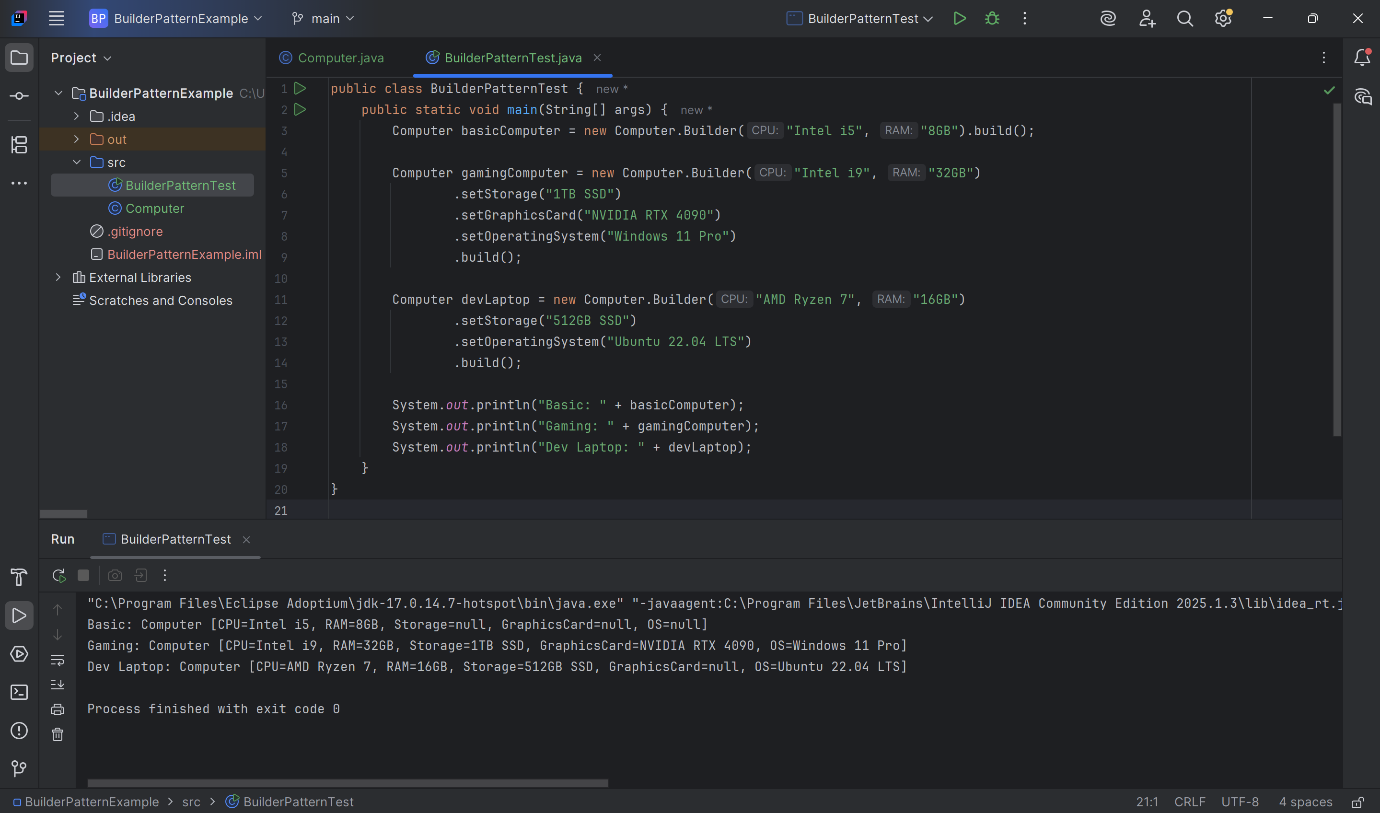 BP BuilderPatternExample main BuilderPatternTest
Project
Computer.java BuilderPatternTest.java
BuilderPatternExample C:\U
.idea
out
src
BuilderPatternTest
Computer
.gitignore
BuilderPatternExample.iml
External Libraries
Scratches and Consoles
1 public class BuilderPatternTest { new *
2 public static void main(String[] args) { new *
3 Computer basicComputer = new Computer.Builder( CPU: "Intel i5", RAM: "8GB").build();
4
5 Computer gamingComputer = new Computer.Builder( CPU: "Intel i9", RAM: "32GB")
6 .setStorage("1TB SSD")
7 .setGraphicsCard("NVIDIA RTX 4090")
8 .setOperatingSystem("Windows 11 Pro")
9 .build();
10
11 Computer devLaptop = new Computer.Builder( CPU: "AMD Ryzen 7", RAM: "16GB")
12 .setStorage("512GB SSD")
13 .setOperatingSystem("Ubuntu 22.04 LTS")
14 .build();
15
16 System.out.println("Basic: " + basicComputer);
17 System.out.println("Gaming: " + gamingComputer);
18 System.out.println("Dev Laptop: " + devLaptop);
19 }
20 }
21
Run BuilderPatternTest
"C:\Program Files\Eclipse Adoptium\jdk-17.0.14.7-hotspot\bin\java.exe" "-javaagent:C:\Program Files\JetBrains\IntelliJ IDEA Community Edition 2025.1.3\lib\idea_rt.j
Basic: Computer [CPU=Intel i5, RAM=8GB, Storage=null, GraphicsCard=null, OS=null]
Gaming: Computer [CPU=Intel i9, RAM=32GB, Storage=1TB SSD, GraphicsCard=NVIDIA RTX 4090, OS=Windows 11 Pro]
Dev Laptop: Computer [CPU=AMD Ryzen 7, RAM=16GB, Storage=512GB SSD, GraphicsCard=null, OS=Ubuntu 22.04 LTS]
Process finished with exit code 0
BuilderPatternExample > src > BuilderPatternTest 21:1 CRLF UTF-8 4 spaces